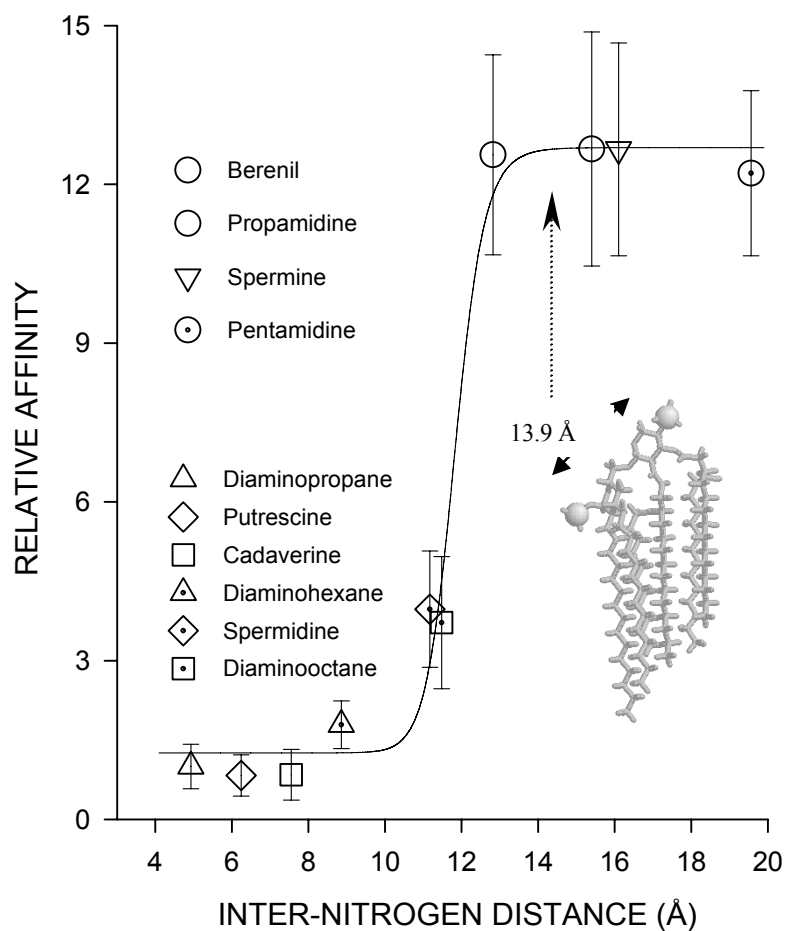 15
12
9
6
3
0
RELATIVE AFFINITY
Berenil
Propamidine
Spermine
Pentamidine
13.9 Å
Diaminopropane
Putrescine
Cadaverine
Diaminohexane
Spermidine
Diaminooctane
4 6 8 10 12 14 16 18 20
INTER-NITROGEN DISTANCE (Å)